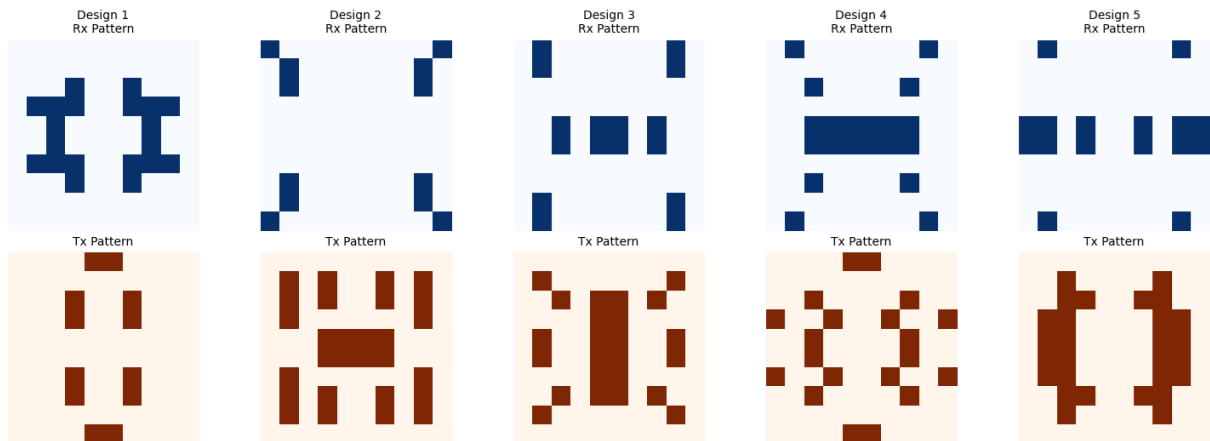 Design 1
Rx Pattern
Design 2
Rx Pattern
Design 3
Rx Pattern
Design 4
Rx Pattern
Design 5
Rx Pattern
Tx Pattern
Tx Pattern
Tx Pattern
Tx Pattern
Tx Pattern